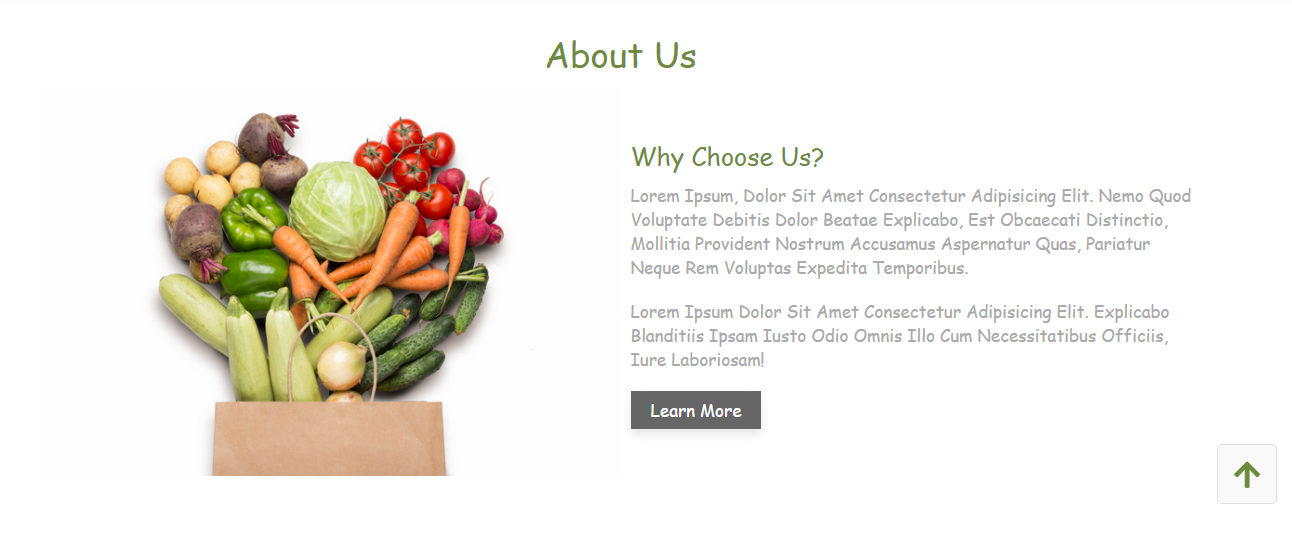 About Us
Why Choose Us?
Lorem Ipsum, Dolor Sit Amet Consectetur Adipisicing Elit. Nemo Quod
Voluptate Debitis Dolor Beatae Explicabo, Est Obcaecati Distinctio,
Mollitia Provident Nostrum Accusamus Aspernatur Quas, Pariatur
Neque Rem Voluptas Expedita Temporibus.
Lorem Ipsum Dolor Sit Amet Consectetur Adipisicing Elit. Explicabo
Blanditiis Ipsam Iusto Odio Omnis Illo Cum Necessitatibus Officiis,
Iure Laboriosam!
Learn More